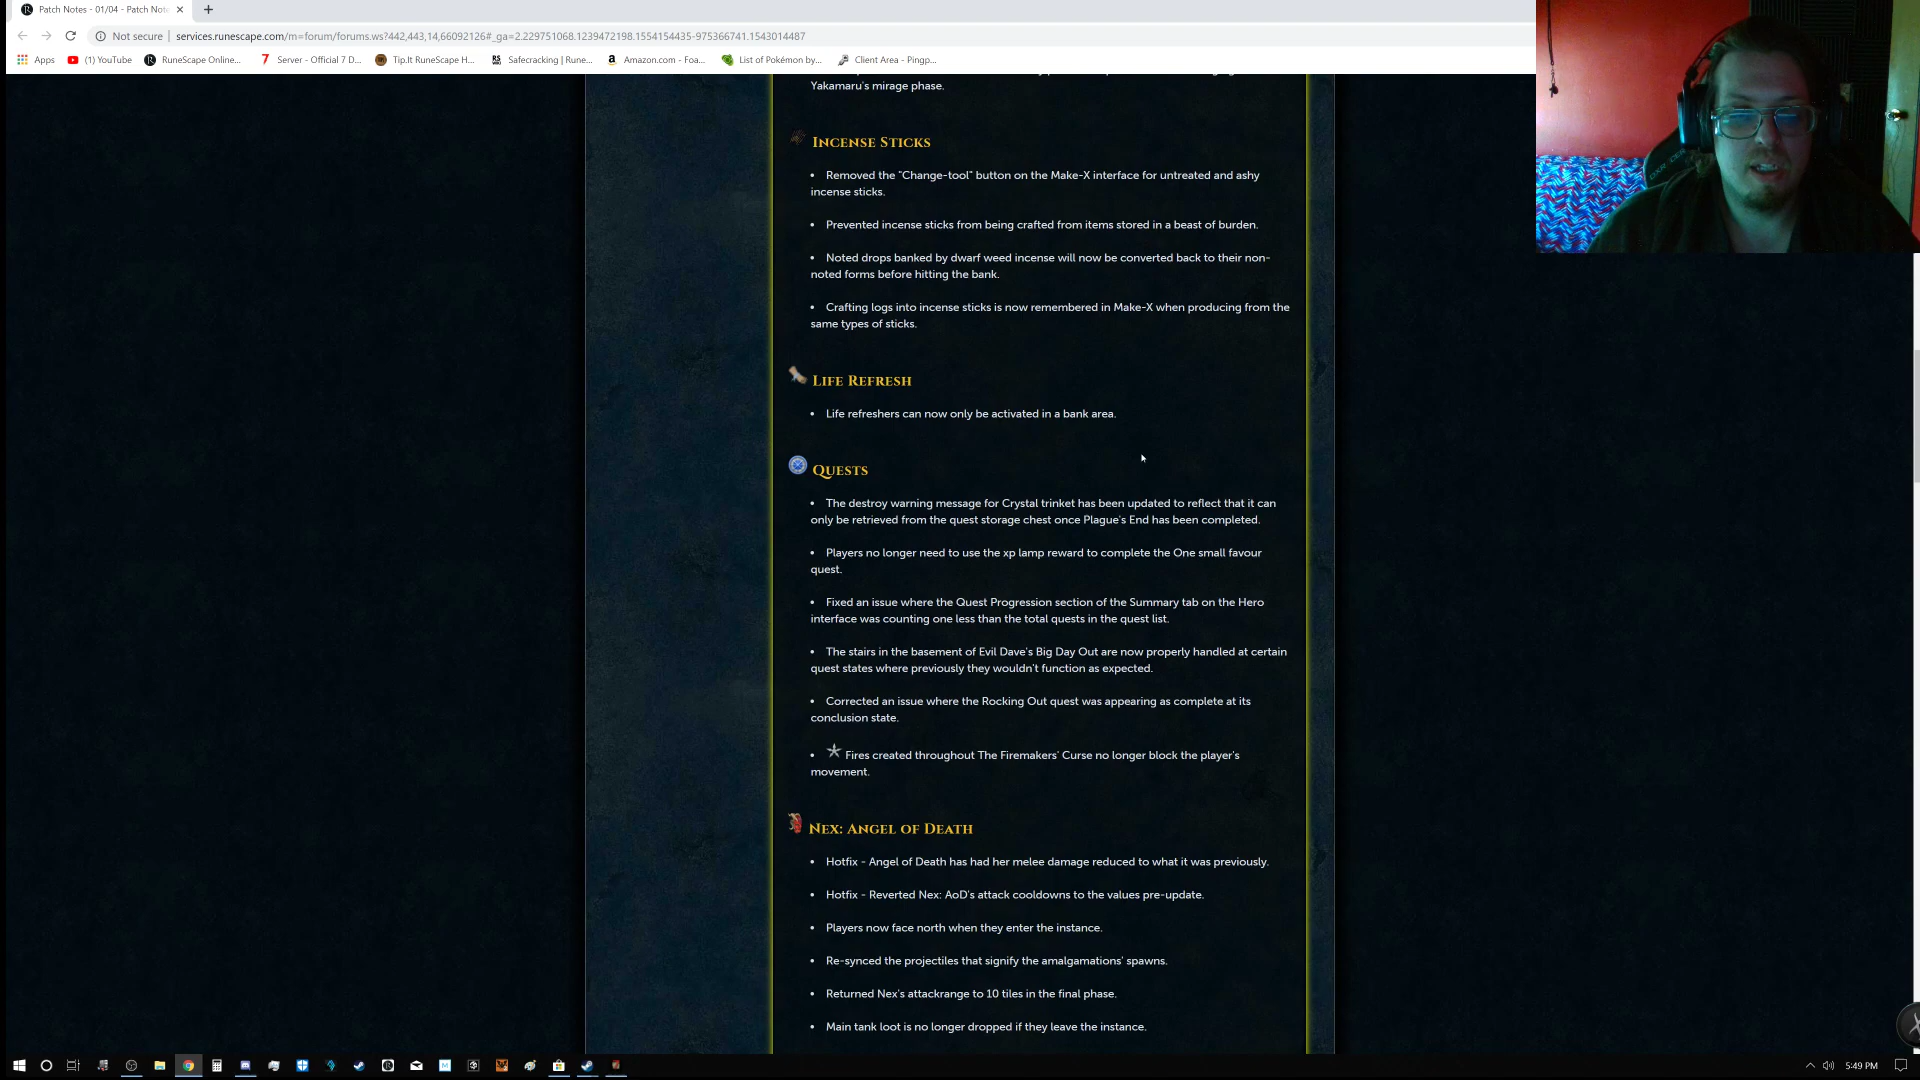 Patch Notes - 01/04 - Patch Not
Not secure
services.runescape.com/m=forum/forums.ws?442,443,14,66092126#_ga=2.229751068.1239472198.1554154435-975366741.1543014487
Apps
(1) YouTube
RuneScape Online...
Server - Official 7 D...
Tip.It RuneScape H...
Safecracking | Rune...
Amazon.com - Foa...
List of Pokémon by...
Client Area - Pingp...
Yakamaru's mirage phase.
Incense Sticks
• Removed the "Change-tool" button on the Make-X interface for untreated and ashy
incense sticks.
• Prevented incense sticks from being crafted from items stored in a beast of burden.
• Noted drops banked by dwarf weed incense will now be converted back to their non-
noted forms before hitting the bank.
• Crafting logs into incense sticks is now remembered in Make-X when producing from the
same types of sticks.
Life Refresh
• Life refreshers can now only be activated in a bank area.
Quests
• The destroy warning message for Crystal trinket has been updated to reflect that it can
only be retrieved from the quest storage chest once Plague's End has been completed.
• Players no longer need to use the xp lamp reward to complete the One small favour
quest.
• Fixed an issue where the Quest Progression section of the Summary tab on the Hero
interface was counting one less than the total quests in the quest list.
• The stairs in the basement of Evil Dave's Big Day Out are now properly handled at certain
quest states where previously they wouldn't function as expected.
• Corrected an issue where the Rocking Out quest was appearing as complete at its
conclusion state.
• Fires created throughout The Firemakers' Curse no longer block the player's
movement.
Nex: Angel of Death
• Hotfix - Angel of Death has had her melee damage reduced to what it was previously.
• Hotfix - Reverted Nex: AoD's attack cooldowns to the values pre-update.
• Players now face north when they enter the instance.
• Re-synced the projectiles that signify the amalgamations' spawns.
• Returned Nex's attackrange to 10 tiles in the final phase.
• Main tank loot is no longer dropped if they leave the instance.
5:49 PM